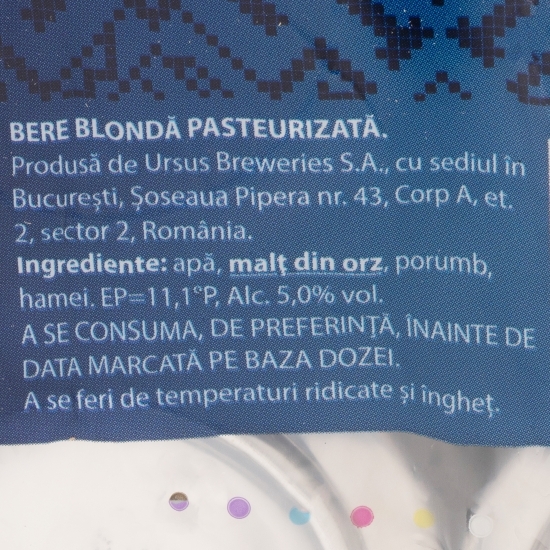 BERE BLONDĂ PASTEURIZATĂ.
Produsă de Ursus Breweries S.A., cu sediul în
București, Șoseaua Pipera nr. 43, Corp A, et.
2, sector 2, România.
Ingrediente: apă, malț din orz, porumb,
hamei. EP=11,1°P, Alc. 5,0% vol.
A SE CONSUMA, DE PREFERINȚĂ, ÎNAINTE DE
DATA MARCATĂ PE BAZA DOZEI.
A se feri de temperaturi ridicate și îngheț.